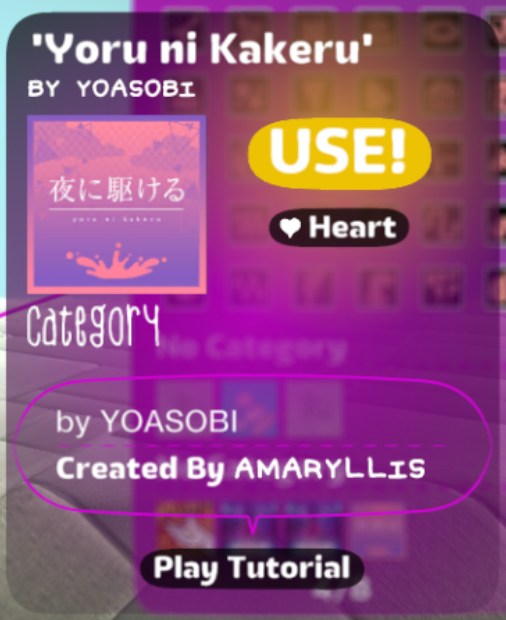 'Yoru ni Kakeru'
BY YOASOBI
夜に駆ける
yoru ni kakeru
USE!
Heart
Category
No Category
by YOASOBI
Created By AMARYLLIS
Play Tutorial